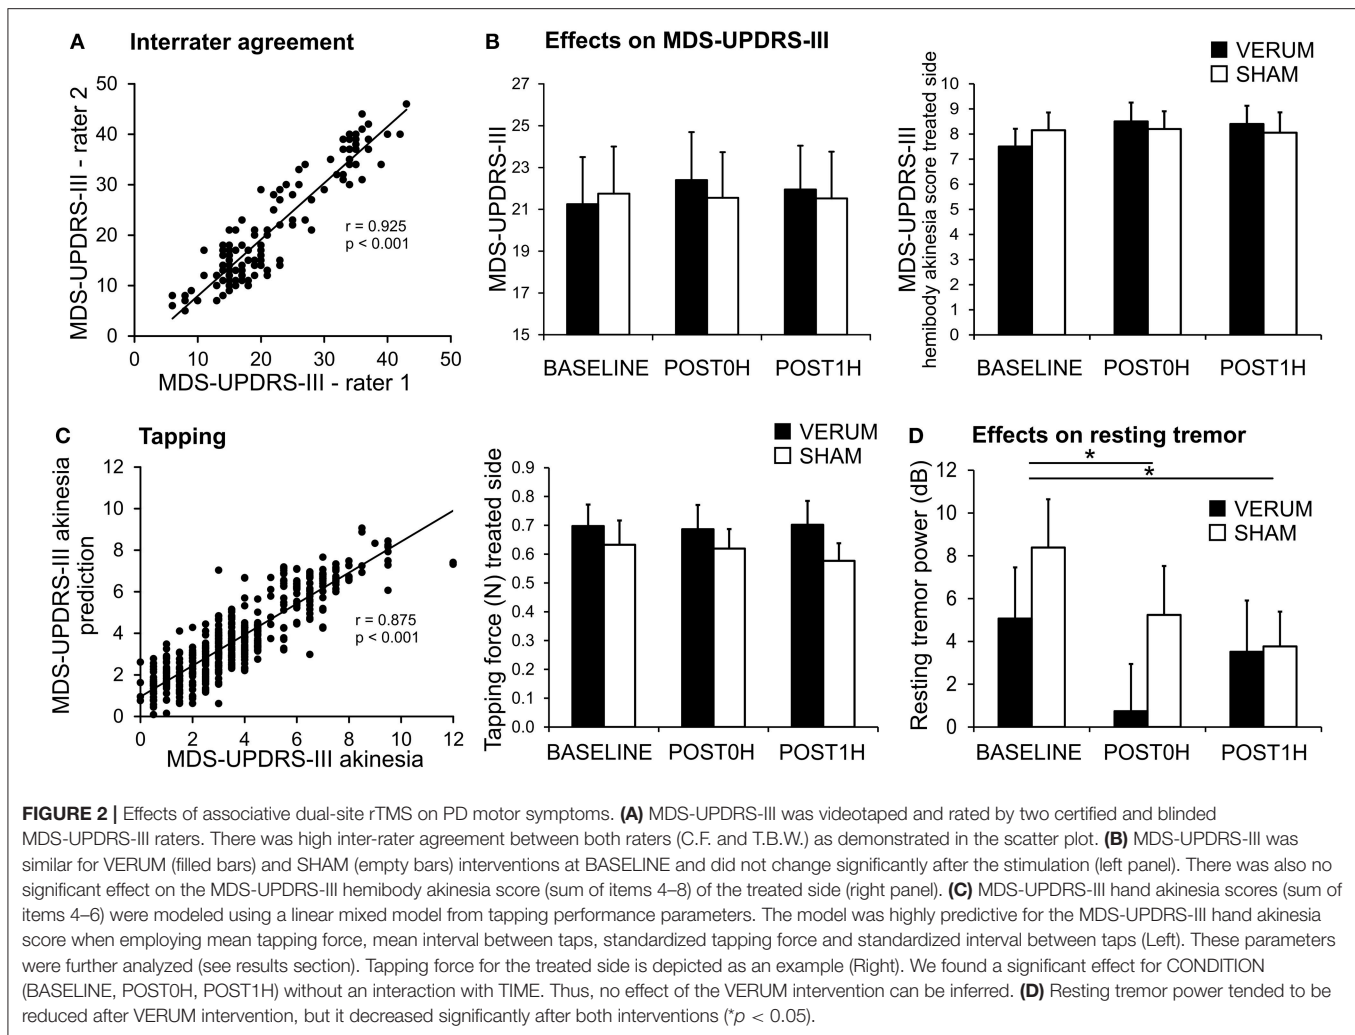 A Interrater agreement
MDS-UPDRS-III - rater 2
50
40
30
20
10
0
r = 0.925
p < 0.001
0 10 20 30 40 50
MDS-UPDRS-III - rater 1
B Effects on MDS-UPDRS-III
MDS-UPDRS-III
27
25
23
21
19
17
15
BASELINE POST0H POST1H
VERUM
SHAM
MDS-UPDRS-III
hemibody akinesia score treated side
10
9
8
7
6
5
4
3
2
1
0
BASELINE POST0H POST1H
C Tapping
MDS-UPDRS-III akinesia
prediction
12
10
8
6
4
2
0
r = 0.875
p < 0.001
0 2 4 6 8 10 12
MDS-UPDRS-III akinesia
VERUM
SHAM
Tapping force (N) treated side
0.9
0.8
0.7
0.6
0.5
0.4
0.3
0.2
0.1
0.0
BASELINE POST0H POST1H
D Effects on resting tremor
*
*
Resting tremor power (dB)
12
10
8
6
4
2
0
VERUM
SHAM
BASELINE POST0H POST1H
FIGURE 2 | Effects of associative dual-site rTMS on PD motor symptoms. (A) MDS-UPDRS-III was videotaped and rated by two certified and blinded
MDS-UPDRS-III raters. There was high inter-rater agreement between both raters (C.F. and T.B.W.) as demonstrated in the scatter plot. (B) MDS-UPDRS-III was
similar for VERUM (filled bars) and SHAM (empty bars) interventions at BASELINE and did not change significantly after the stimulation (left panel). There was also no
significant effect on the MDS-UPDRS-III hemibody akinesia score (sum of items 4–8) of the treated side (right panel). (C) MDS-UPDRS-III hand akinesia scores (sum of
items 4–6) were modeled using a linear mixed model from tapping performance parameters. The model was highly predictive for the MDS-UPDRS-III hand akinesia
score when employing mean tapping force, mean interval between taps, standardized tapping force and standardized interval between taps (Left). These parameters
were further analyzed (see results section). Tapping force for the treated side is depicted as an example (Right). We found a significant effect for CONDITION
(BASELINE, POST0H, POST1H) without an interaction with TIME. Thus, no effect of the VERUM intervention can be inferred. (D) Resting tremor power tended to be
reduced after VERUM intervention, but it decreased significantly after both interventions (*p < 0.05).